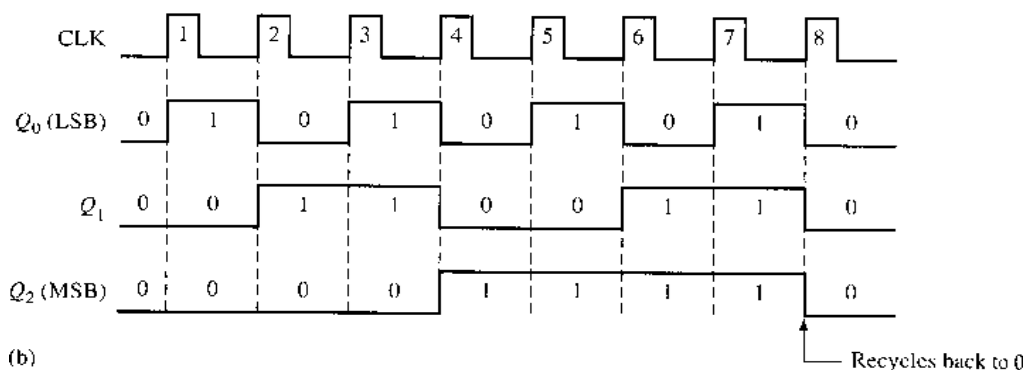 CLK 1 2 3 4 5 6 7 8
Q0 (LSB) 0 1 0 1 0 1 0 1 0
Q1 0 0 1 1 0 0 1 1 0
Q2 (MSB) 0 0 0 0 1 1 1 1 0
(b) Recycles back to 0